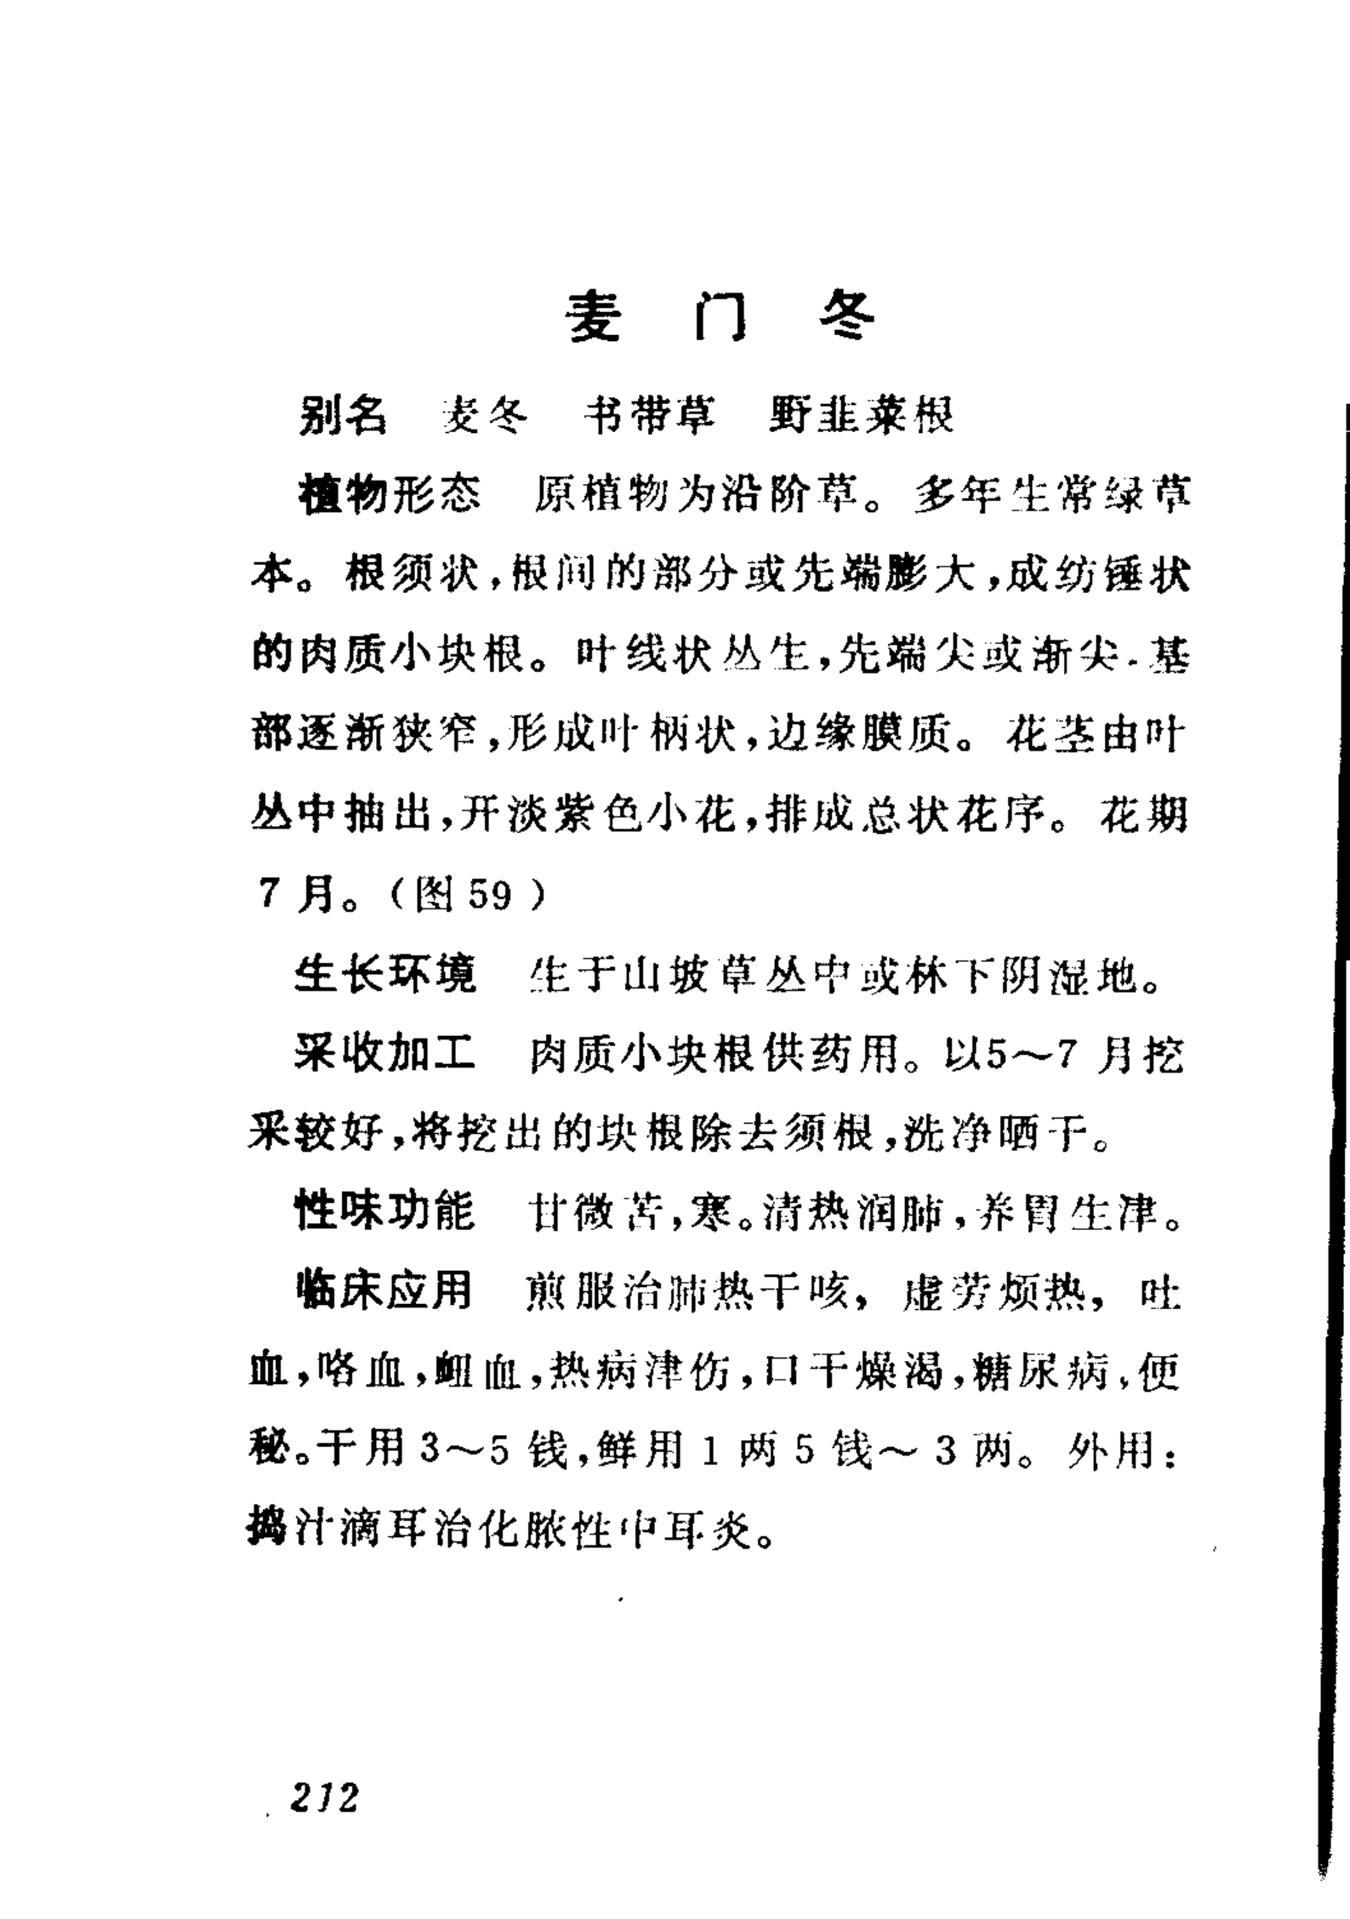 麦门冬
别名 麦冬 书带草 野韭菜根
植物形态 原植物为沿阶草。多年生常绿草
本。根须状,根间的部分或先端膨大,成纺锤状
的肉质小块根。叶线状丛生,先端尖或渐尖.基
部逐渐狭窄,形成叶柄状,边缘膜质。花茎由叶
丛中抽出,开淡紫色小花,排成总状花序。花期
7月。(图59)
生长环境 生于山坡草丛中或林下阴湿地。
采收加工 肉质小块根供药用。以5～7月挖
采较好,将挖出的块根除去须根,洗净晒干。
性味功能 甘微苦,寒。清热润肺,养胃生津。
临床应用 煎服治肺热干咳,虚劳烦热,吐
血,咯血,衄血,热病津伤,口干燥渴,糖尿病,便
秘。干用3～5钱,鲜用1两5钱～3两。外用:
捣汁滴耳治化脓性中耳炎。
212